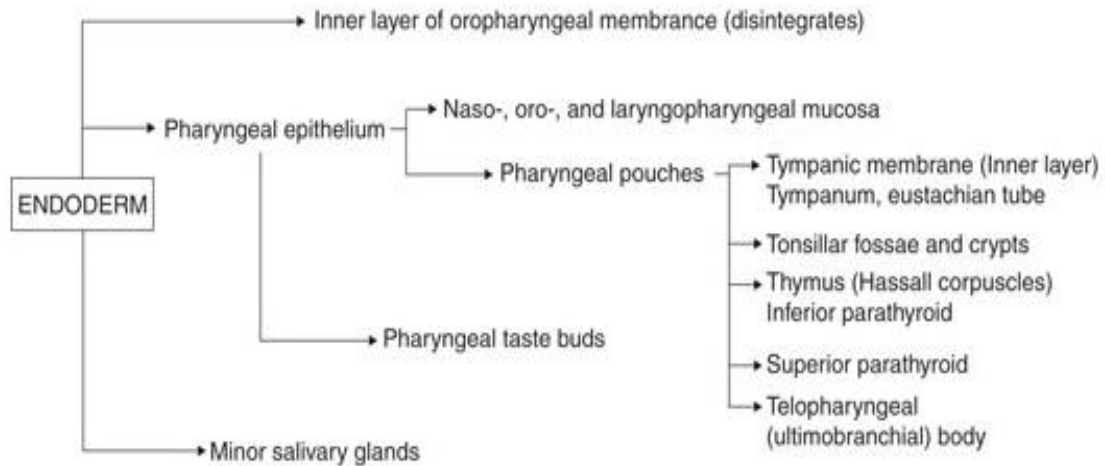 Inner layer of oropharyngeal membrance (disintegrates)
Naso-, oro-, and laryngopharyngeal mucosa
Pharyngeal epithelium
Pharyngeal pouches
Tympanic membrane (Inner layer)
Tympanum, eustachian tube
ENDODERM
Tonsillar fossae and crypts
Thymus (Hassall corpuscles)
Inferior parathyroid
Pharyngeal taste buds
Superior parathyroid
Telopharyngeal
(ultimobranchial) body
Minor salivary glands